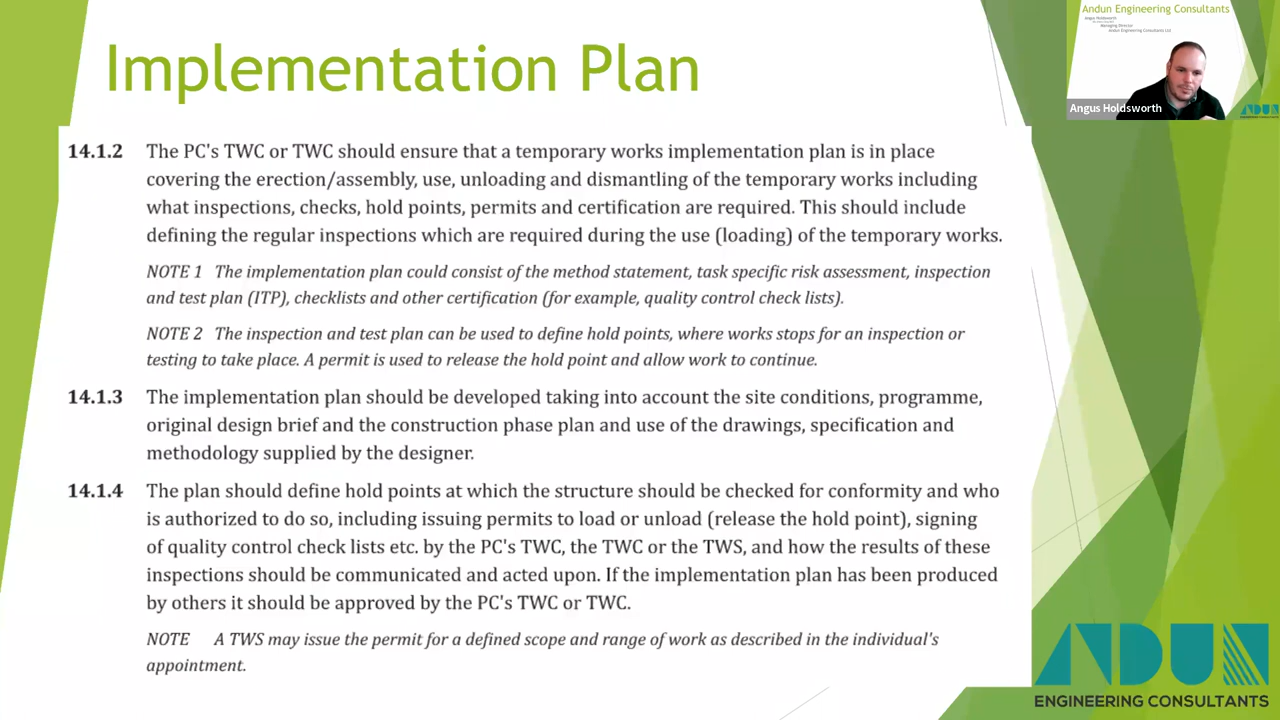 Implementation Plan
Andun Engineering Consultants
Angus Holdsworth
Managing Director
Andun Engineering Consultants Ltd
Angus Holdsworth
14.1.2 The PC's TWC or TWC should ensure that a temporary works implementation plan is in place
covering the erection/assembly, use, unloading and dismantling of the temporary works including
what inspections, checks, hold points, permits and certification are required. This should include
defining the regular inspections which are required during the use (loading) of the temporary works.
NOTE 1 The implementation plan could consist of the method statement, task specific risk assessment, inspection
and test plan (ITP), checklists and other certification (for example, quality control check lists).
NOTE 2 The inspection and test plan can be used to define hold points, where works stops for an inspection or
testing to take place. A permit is used to release the hold point and allow work to continue.
14.1.3 The implementation plan should be developed taking into account the site conditions, programme,
original design brief and the construction phase plan and use of the drawings, specification and
methodology supplied by the designer.
14.1.4 The plan should define hold points at which the structure should be checked for conformity and who
is authorized to do so, including issuing permits to load or unload (release the hold point), signing
of quality control check lists etc. by the PC's TWC, the TWC or the TWS, and how the results of these
inspections should be communicated and acted upon. If the implementation plan has been produced
by others it should be approved by the PC's TWC or TWC.
NOTE A TWS may issue the permit for a defined scope and range of work as described in the individual's
appointment.
ADUN
ENGINEERING CONSULTANTS